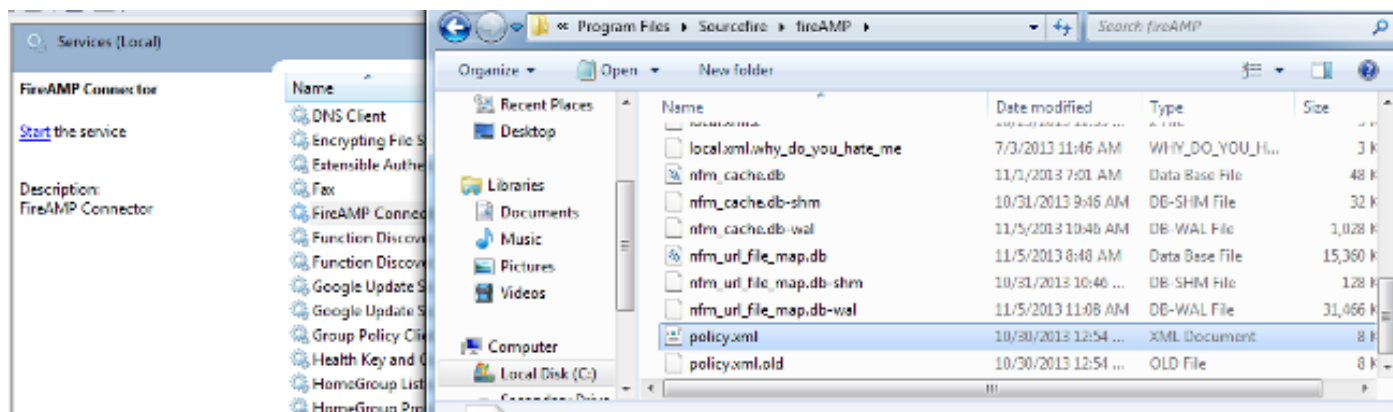 Services (Local)
FireAMP Connector
Start the service
Description:
FireAMP Connector
Name
DNS Client
Encrypting File S
Extensible Authe
Fax
FireAMP Connec
Function Discov
Function Discov
Google Update S
Google Update S
Group Policy Clie
Health Key and C
HomeGroup List
HomeGroup Pro
« Program Files ▸ Sourcefire ▸ fireAMP ▸
Search fireAMP
Organize Open New folder
Recent Places
Desktop
Libraries
Documents
Music
Pictures
Videos
Computer
Local Disk (C:)
Name Date modified Type Size
local.xml.why_do_you_hate_me 7/3/2013 11:46 AM WHY_DO_YOU_H... 3 K
nfm_cache.db 11/1/2013 7:01 AM Data Base File 48 K
nfm_cache.db-shm 10/31/2013 9:46 AM DB-SHM File 32 K
nfm_cache.db-wal 11/5/2013 10:46 AM DB-WAL File 1,028 K
nfm_url_file_map.db 11/5/2013 8:48 AM Data Base File 15,360 K
nfm_url_file_map.db-shm 10/31/2013 10:46 ... DB-SHM File 128 K
nfm_url_file_map.db-wal 11/5/2013 11:08 AM DB-WAL File 31,466 K
policy.xml 10/30/2013 12:54 ... XML Document 8 K
policy.xml.old 10/30/2013 12:54 ... OLD File 8 K